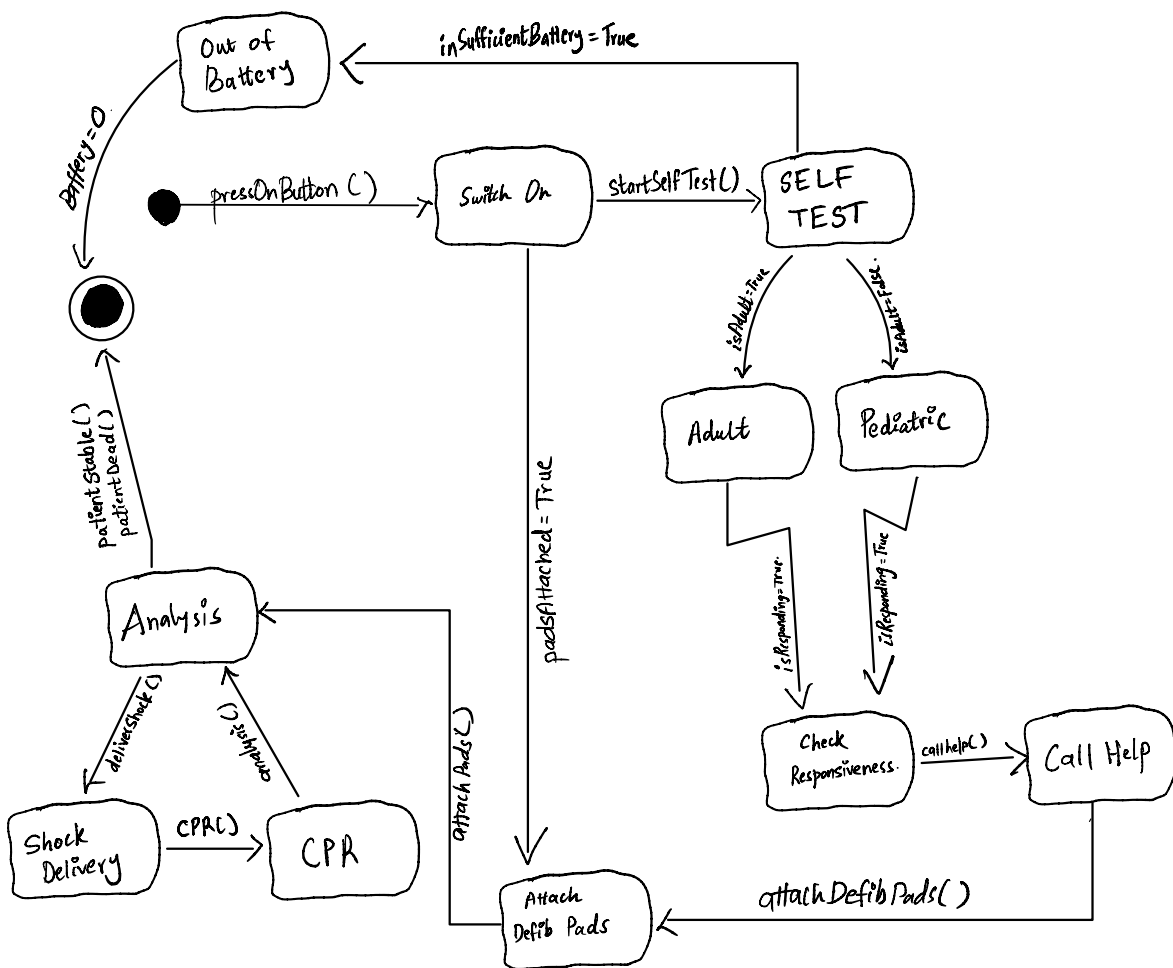 Out of
Battery
inSufficientBattery = True
Battery = 0
pressOnButton ( )
Switch On
startSelfTest( )
SELF
TEST
isAdult=True
isAdult=False.
Adult
Pediatric
patientStable( )
patientDead( )
padsAttached = True
isResponding=True.
isResponding=True
Analysis
deliverShock( )
analysis( )
attach Pads( )
Check
Responsiveness.
callhelp( )
Call Help
Shock
Delivery
CPR( )
CPR
Attach
Defib Pads
attachDefibPads( )